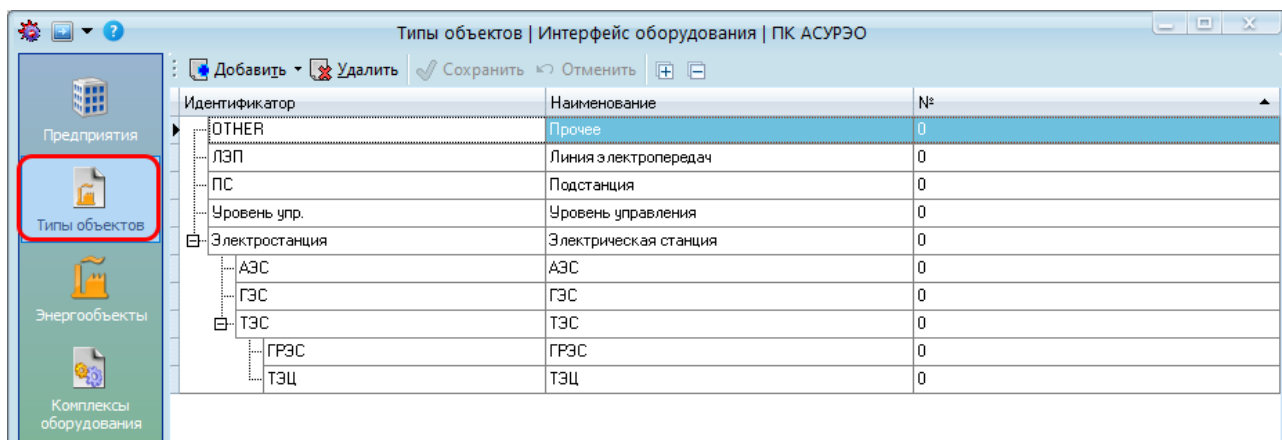 Типы объектов | Интерфейс оборудования | ПК АСУРЭО
Добавить Удалить Сохранить Отменить
Предприятия
Типы объектов
Энергообъекты
Комплексы
оборудования
Идентификатор Наименование №
OTHER Прочее 0
ЛЭП Линия электропередач 0
ПС Подстанция 0
Уровень упр. Уровень управления 0
Электростанция Электрическая станция 0
АЭС АЭС 0
ГЭС ГЭС 0
ТЭС ТЭС 0
ГРЭС ГРЭС 0
ТЭЦ ТЭЦ 0